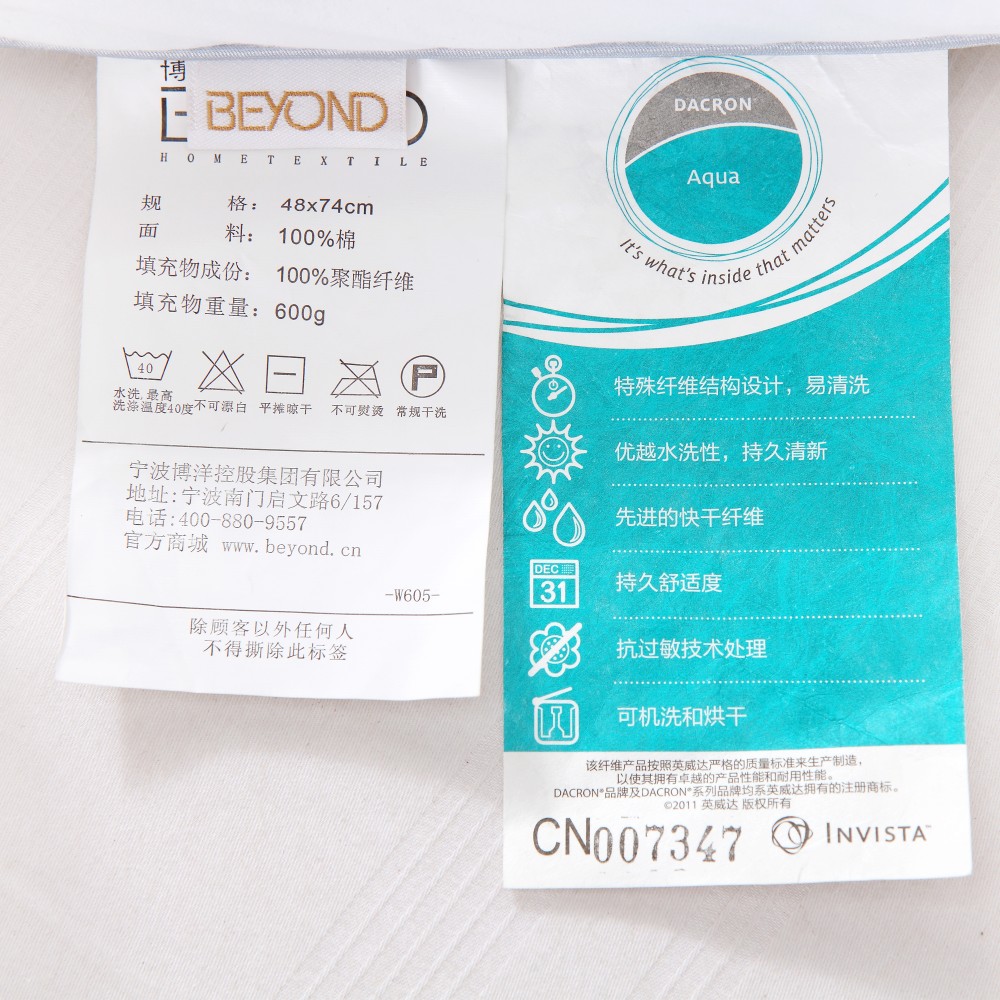 博
BEYOND
HOMETEXTILE
规 格： 48x74cm
面 料： 100%棉
填充物成份： 100%聚酯纤维
填充物重量： 600g
40
P
水洗,最高
洗涤温度40度 不可漂白 平摊晾干 不可熨烫 常规干洗
宁波博洋控股集团有限公司
地址:宁波南门启文路6/157
电话:400-880-9557
官方商城 www.beyond.cn
-W605-
除顾客以外任何人
不得撕除此标签
DACRON
Aqua
It's what's inside that matters
特殊纤维结构设计，易清洗
优越水洗性，持久清新
先进的快干纤维
DEC
31
持久舒适度
抗过敏技术处理
可机洗和烘干
该纤维产品按照英威达严格的质量标准来生产制造，
以使其拥有卓越的产品性能和耐用性能。
DACRON®品牌及DACRON®系列品牌均系英威达拥有的注册商标。
©2011 英威达 版权所有
CN007347
INVISTA™